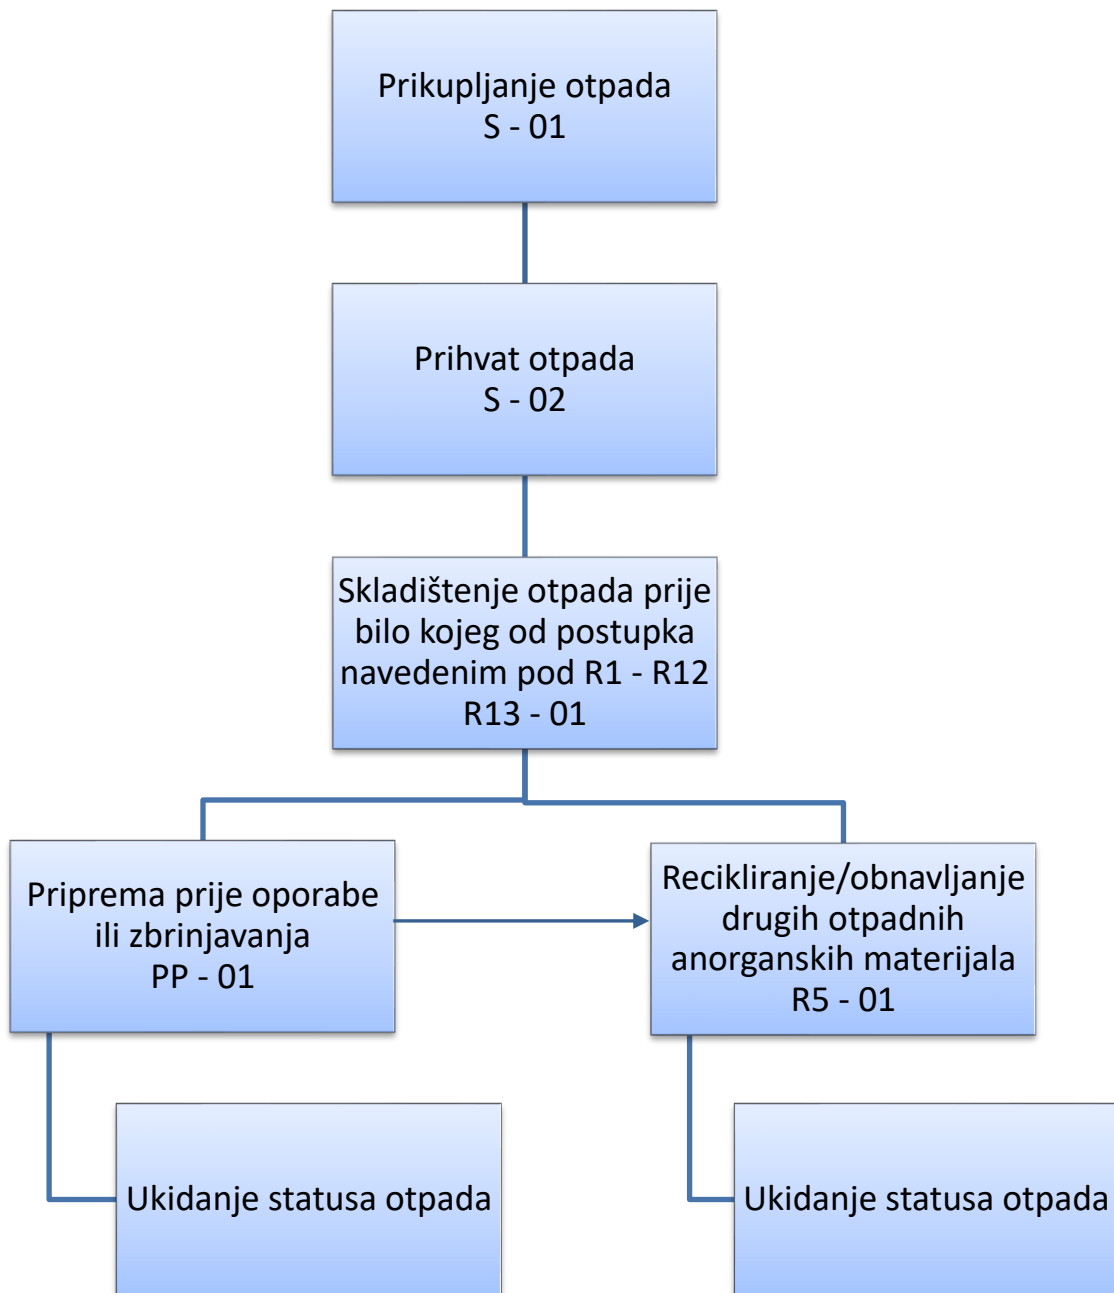 Prikupljanje otpada
S - 01
Prihvat otpada
S - 02
Skladištenje otpada prije
bilo kojeg od postupka
navedenim pod R1 - R12
R13 - 01
Priprema prije oporabe
ili zbrinjavanja
PP - 01
Recikliranje/obnavljanje
drugih otpadnih
anorganskih materijala
R5 - 01
Ukidanje statusa otpada
Ukidanje statusa otpada